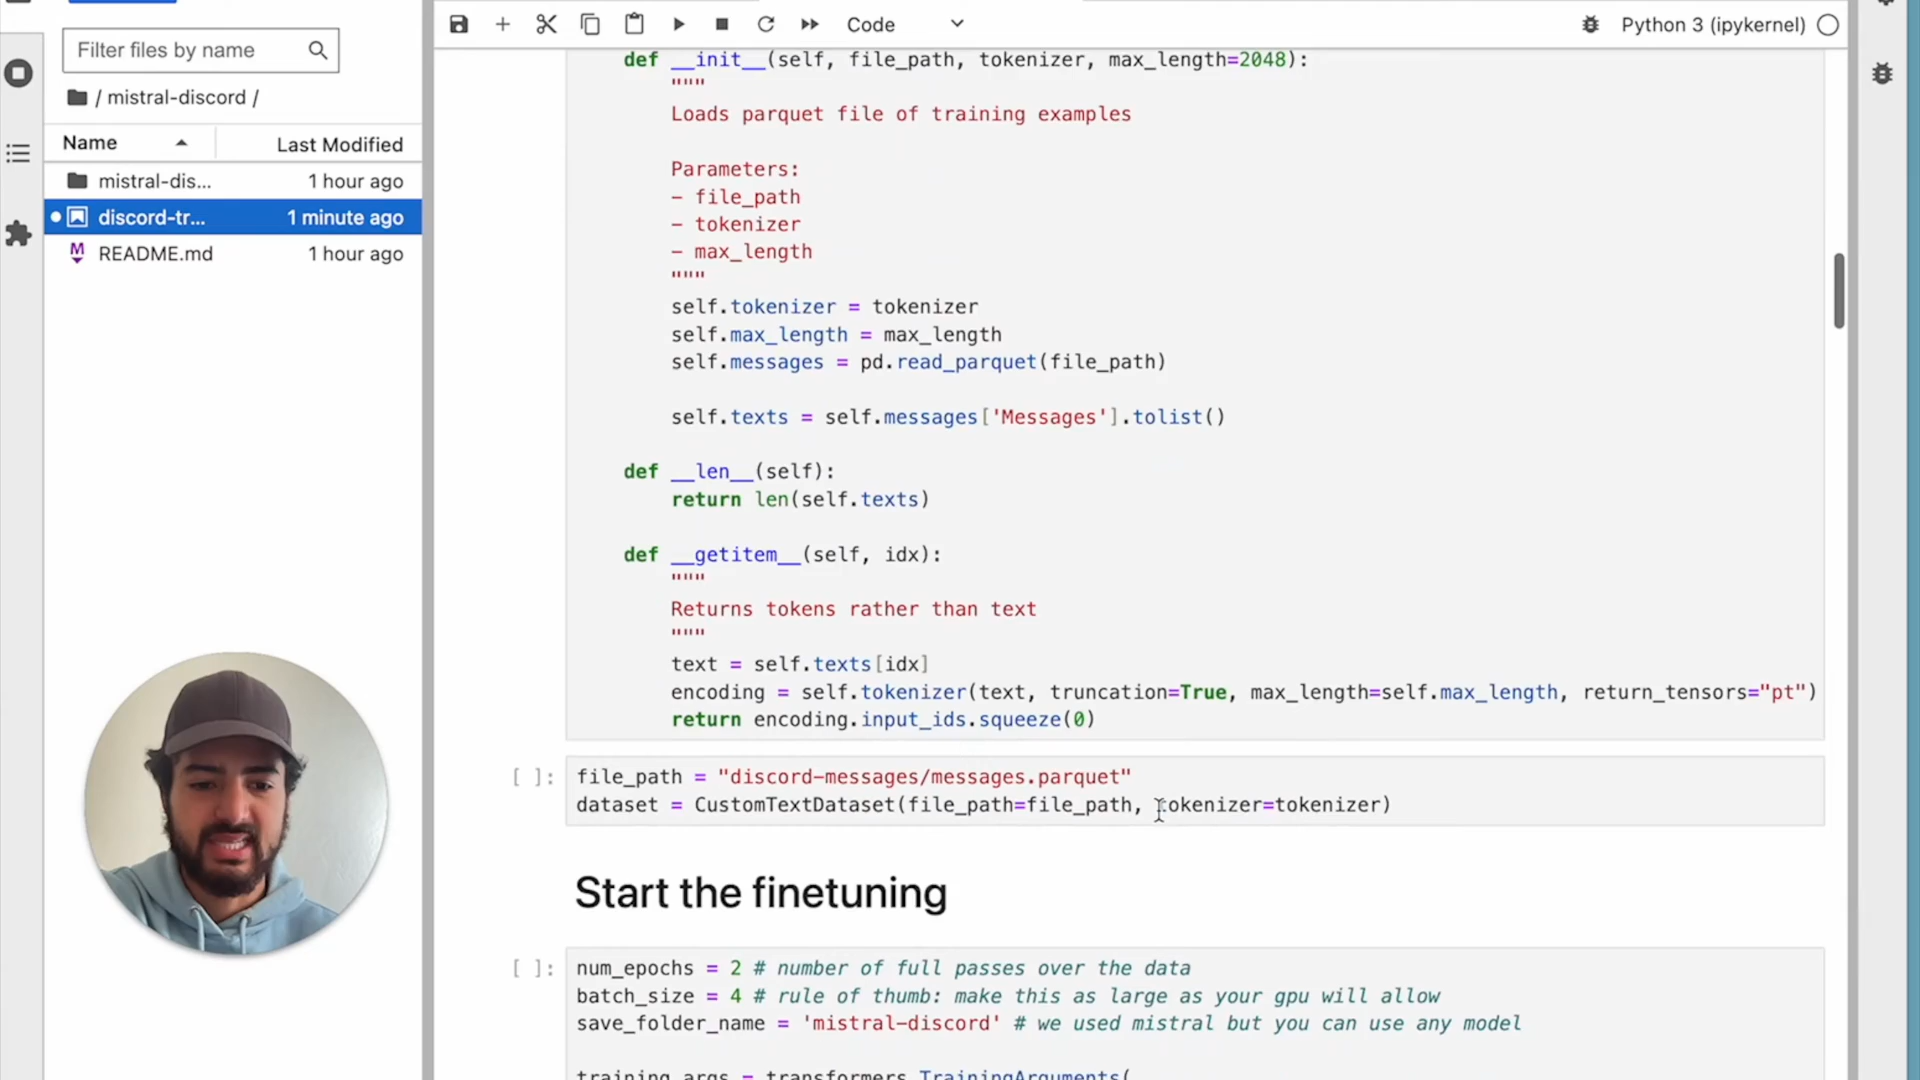 Code
Python 3 (ipykernel)
Filter files by name
/ mistral-discord /
Name
Last Modified
mistral-dis...
1 hour ago
discord-tr...
1 minute ago
README.md
1 hour ago
def __init__(self, file_path, tokenizer, max_length=2048):
"""
Loads parquet file of training examples
Parameters:
- file_path
- tokenizer
- max_length
"""
self.tokenizer = tokenizer
self.max_length = max_length
self.messages = pd.read_parquet(file_path)
self.texts = self.messages['Messages'].tolist()
def __len__(self):
return len(self.texts)
def __getitem__(self, idx):
"""
Returns tokens rather than text
"""
text = self.texts[idx]
encoding = self.tokenizer(text, truncation=True, max_length=self.max_length, return_tensors="pt")
return encoding.input_ids.squeeze(0)
[ ]:
file_path = "discord-messages/messages.parquet"
dataset = CustomTextDataset(file_path=file_path, tokenizer=tokenizer)
Start the finetuning
[ ]:
num_epochs = 2 # number of full passes over the data
batch_size = 4 # rule of thumb: make this as large as your gpu will allow
save_folder_name = 'mistral-discord' # we used mistral but you can use any model
training_args = transformers.TrainingArguments(